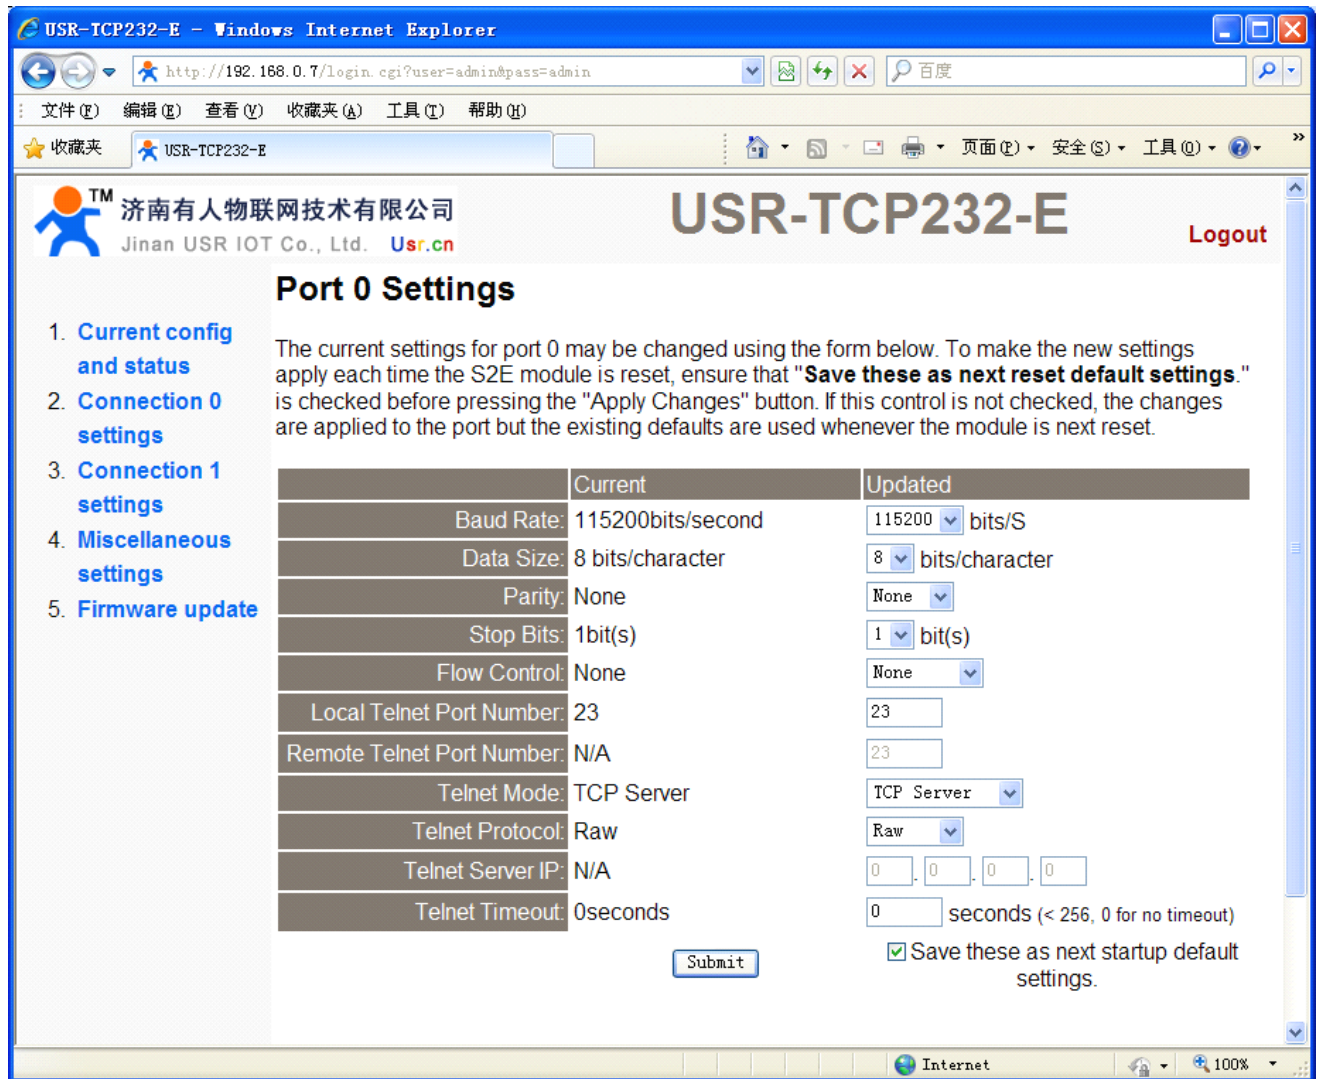 USR-TCP232-E - Windows Internet Explorer
http://192.168.0.7/login.cgi?user=admin&pass=admin
百度
文件(F) 编辑(E) 查看(V) 收藏夹(A) 工具(T) 帮助(H)
收藏夹 USR-TCP232-E 页面(P) 安全(S) 工具(O) »
TM 济南有人物联网技术有限公司
Jinan USR IOT Co., Ltd. Usr.cn
USR-TCP232-E
Logout
Port 0 Settings
1. Current config
and status
2. Connection 0
settings
3. Connection 1
settings
4. Miscellaneous
settings
5. Firmware update
The current settings for port 0 may be changed using the form below. To make the new settings
apply each time the S2E module is reset, ensure that "Save these as next reset default settings."
is checked before pressing the "Apply Changes" button. If this control is not checked, the changes
are applied to the port but the existing defaults are used whenever the module is next reset.
Current Updated
Baud Rate: 115200bits/second 115200 bits/S
Data Size: 8 bits/character 8 bits/character
Parity: None None
Stop Bits: 1bit(s) 1 bit(s)
Flow Control: None None
Local Telnet Port Number: 23 23
Remote Telnet Port Number: N/A 23
Telnet Mode: TCP Server TCP Server
Telnet Protocol: Raw Raw
Telnet Server IP: N/A 0 . 0 . 0 . 0
Telnet Timeout: 0seconds 0 seconds (< 256, 0 for no timeout)
Submit
Save these as next startup default
settings.
Internet 100%